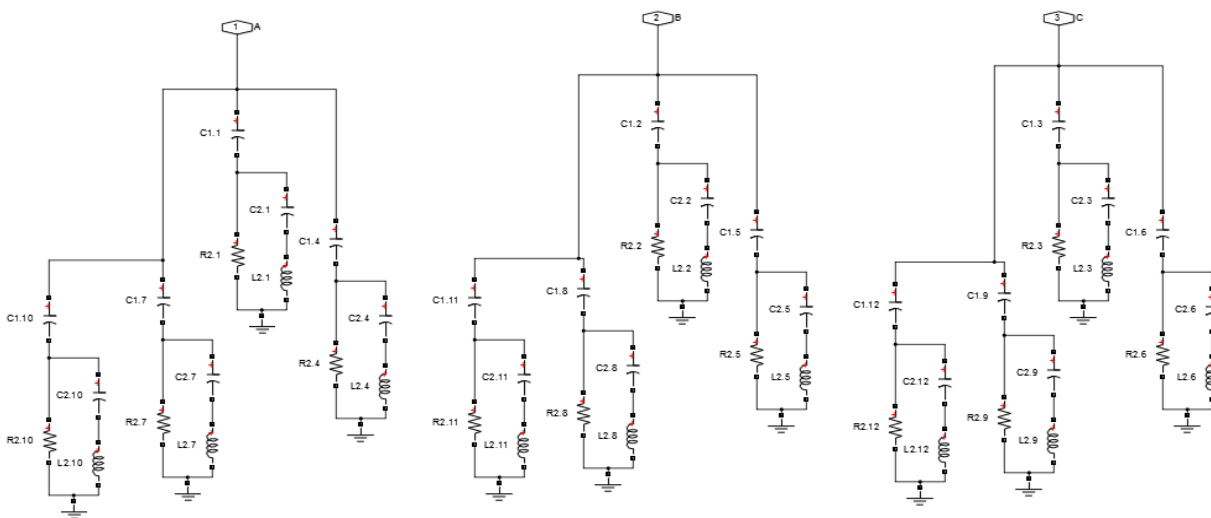 1 A
C1.1
C2.1
R2.1
L2.1
C1.4
C2.4
R2.4
L2.4
C1.7
C2.7
R2.7
L2.7
C1.10
C2.10
R2.10
L2.10
2 B
C1.2
C2.2
R2.2
L2.2
C1.5
C2.5
R2.5
L2.5
C1.8
C2.8
R2.8
L2.8
C1.11
C2.11
R2.11
L2.11
3 C
C1.3
C2.3
R2.3
L2.3
C1.6
C2.6
R2.6
L2.6
C1.9
C2.9
R2.9
L2.9
C1.12
C2.12
R2.12
L2.12